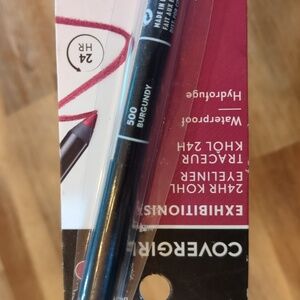 COVERGIRL
EXHIBITIONIST
24HR KOHL
EYELINER
TRACEUR
KHÔL 24H
Waterproof
Hydrofuge
24
HR
500
BURGUNDY
MADE IN